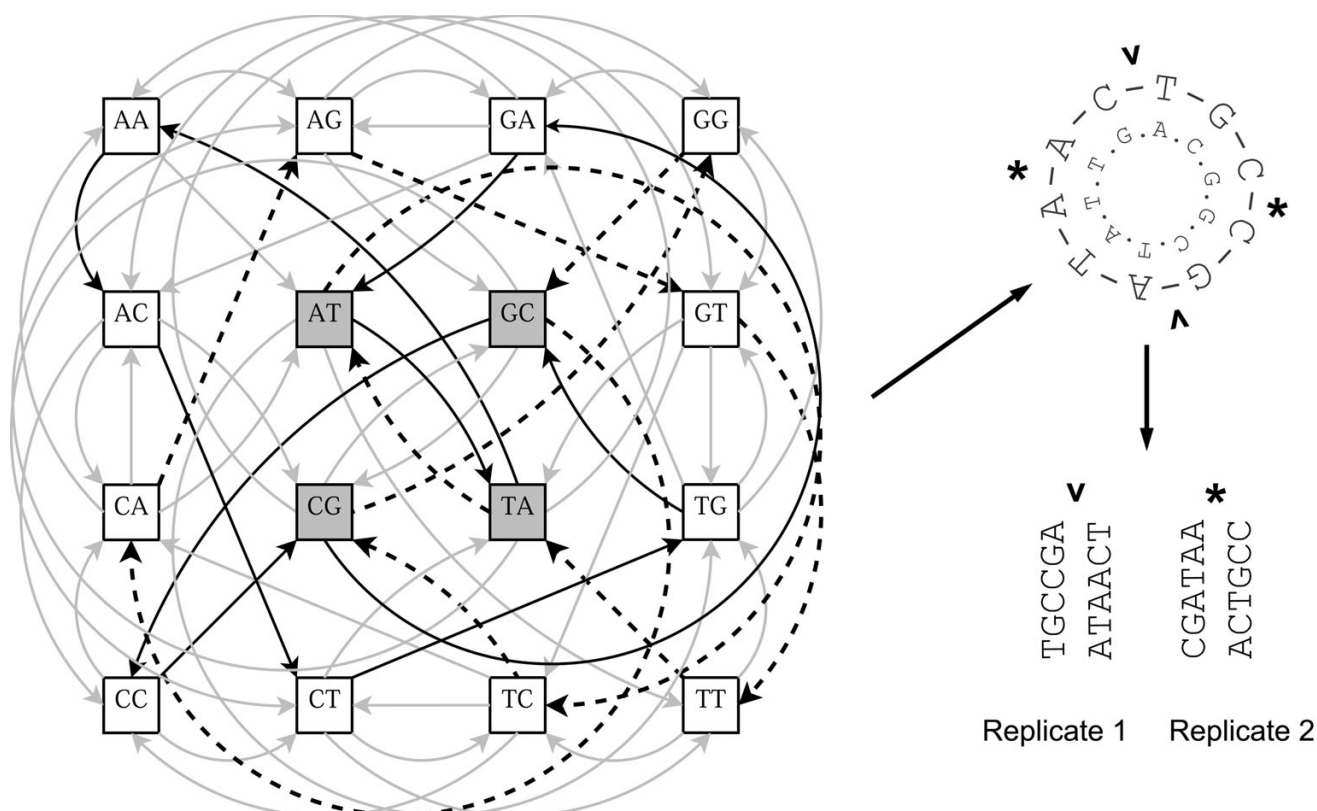 AA AG GA GG
AC AT GC GT
CA CG TA TG
CC CT TC TT
v
C-T-G-C-C-G-A-T-A-A
G·A·C·G·G·C·T·A·T·T
*
*
v
v *
TGCCGA ATAACT CGATAA ACTGCC
Replicate 1 Replicate 2